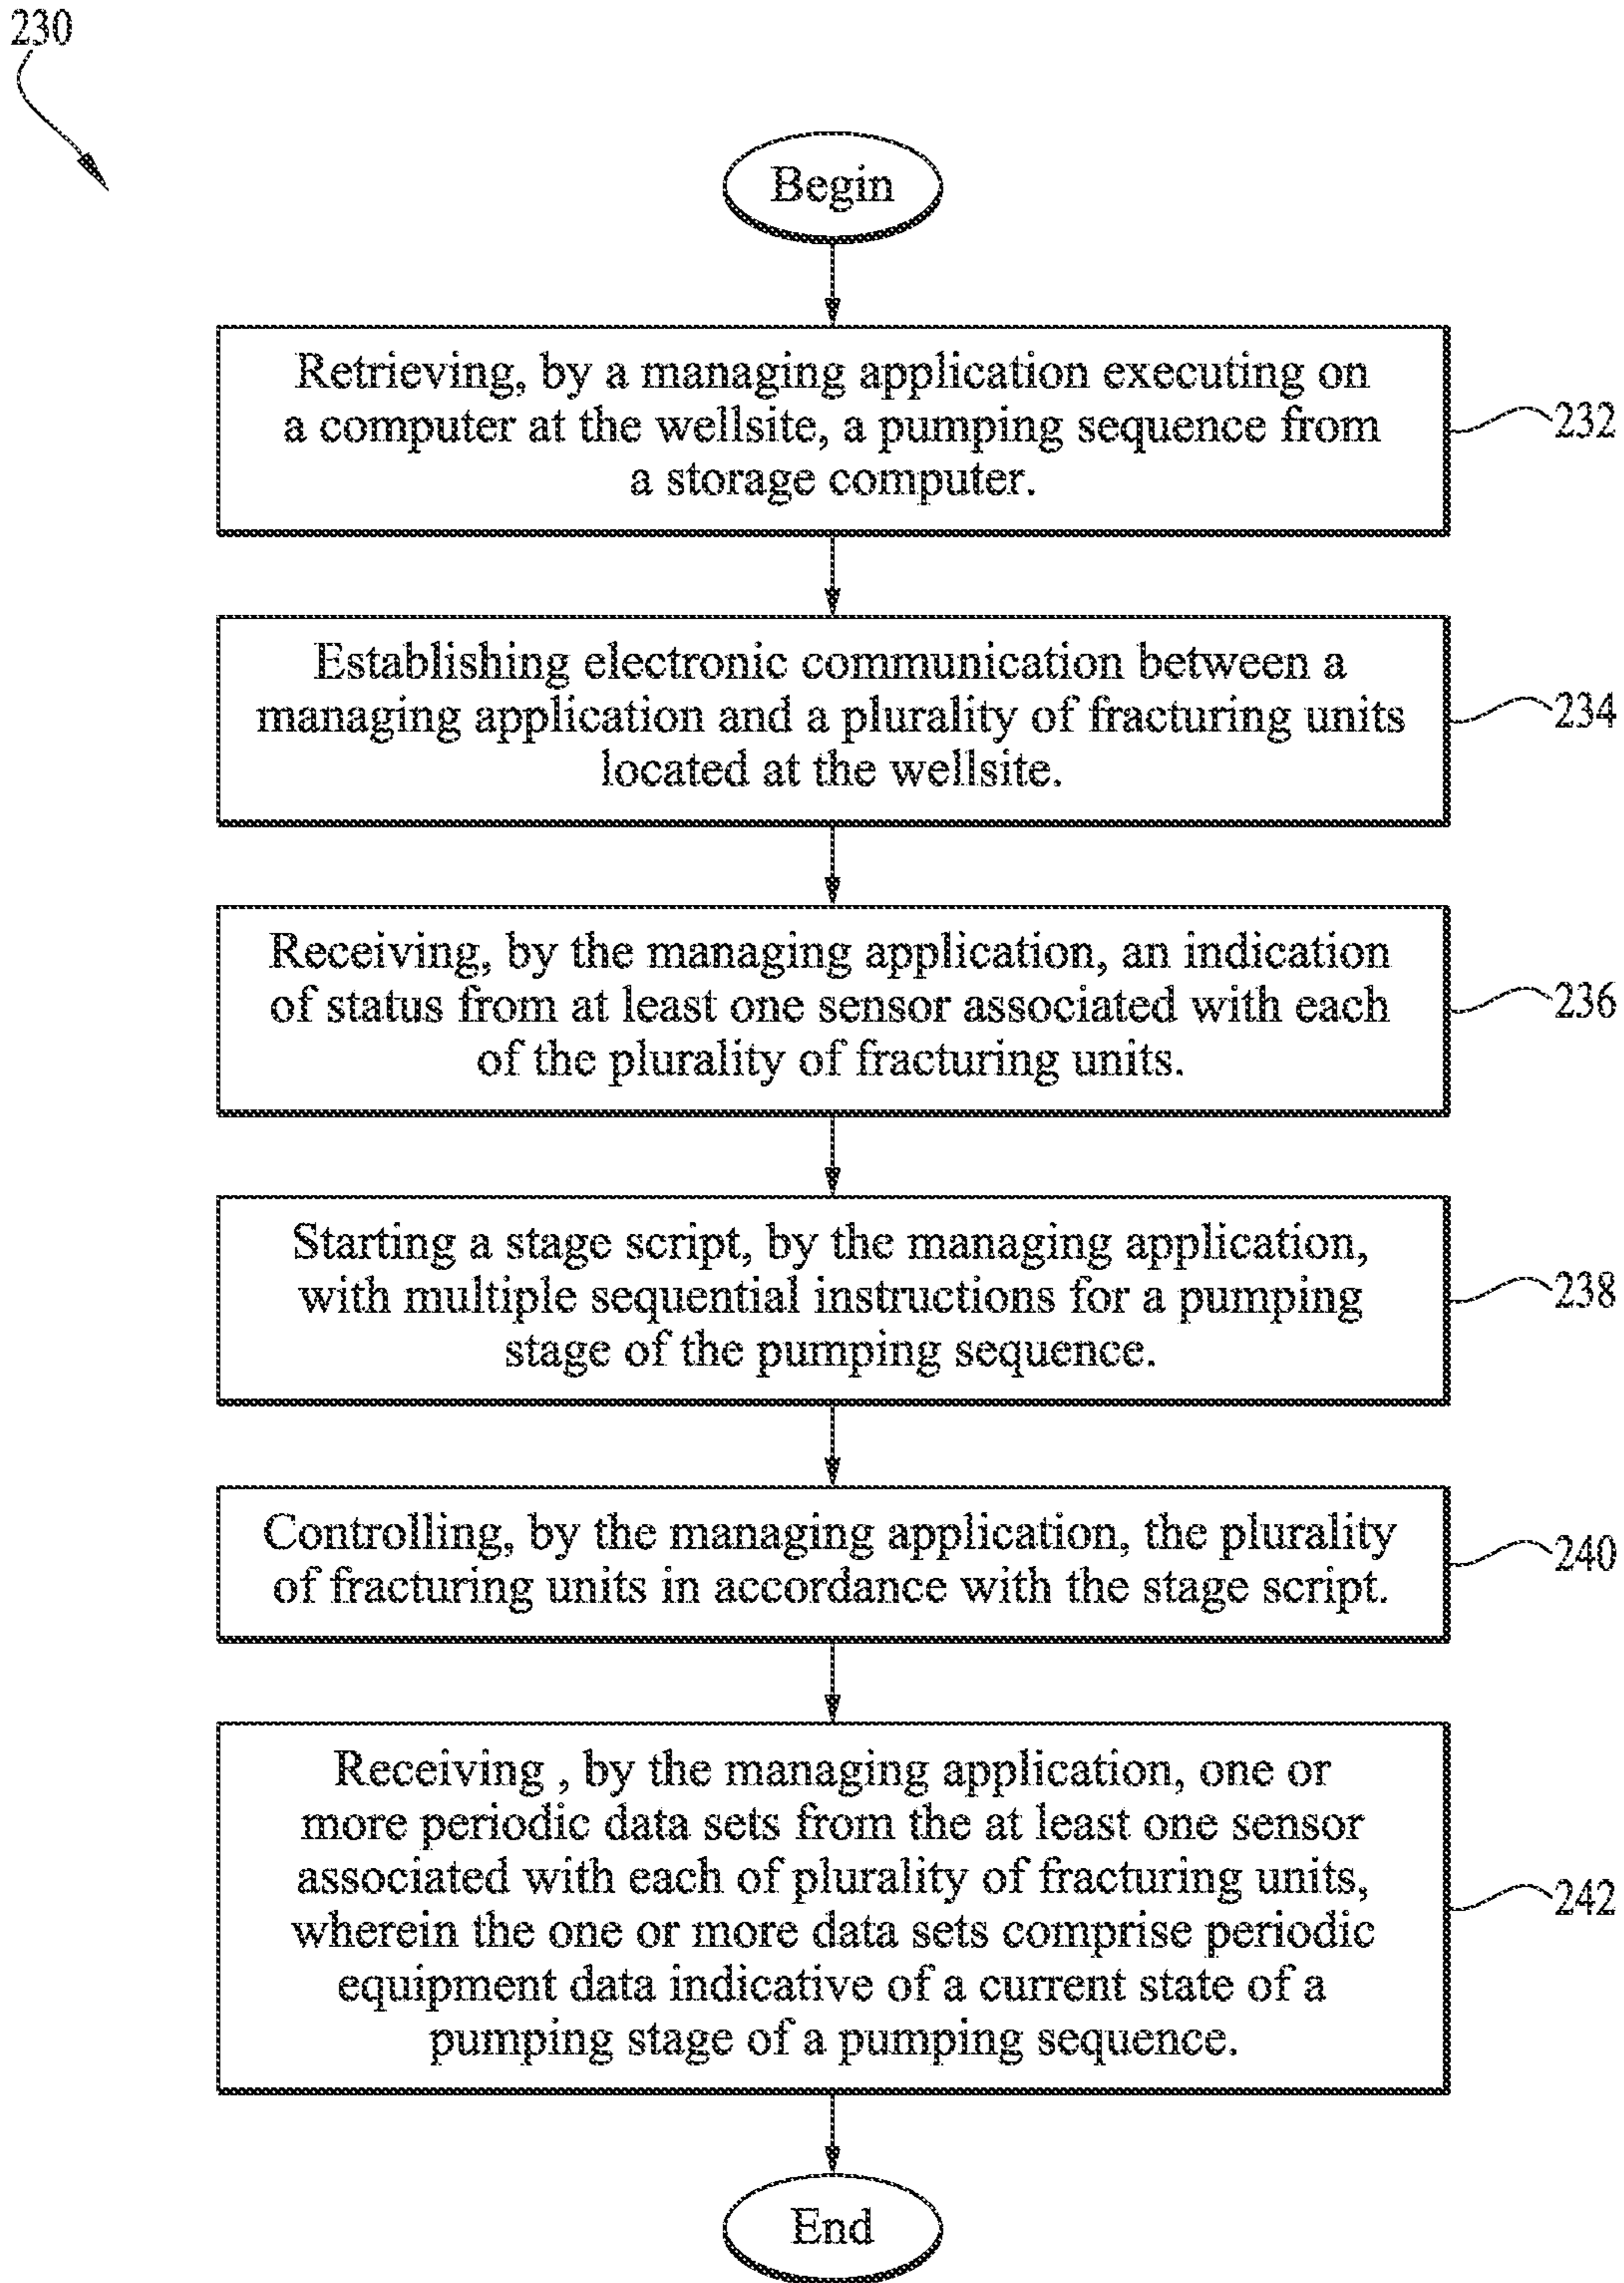 230
Begin
Retrieving, by a managing application executing on
a computer at the wellsite, a pumping sequence from
a storage computer.
232
Establishing electronic communication between a
managing application and a plurality of fracturing units
located at the wellsite.
234
Receiving, by the managing application, an indication
of status from at least one sensor associated with each
of the plurality of fracturing units.
236
Starting a stage script, by the managing application,
with multiple sequential instructions for a pumping
stage of the pumping sequence.
238
Controlling, by the managing application, the plurality
of fracturing units in accordance with the stage script.
240
Receiving , by the managing application, one or
more periodic data sets from the at least one sensor
associated with each of plurality of fracturing units,
wherein the one or more data sets comprise periodic
equipment data indicative of a current state of a
pumping stage of a pumping sequence.
242
End